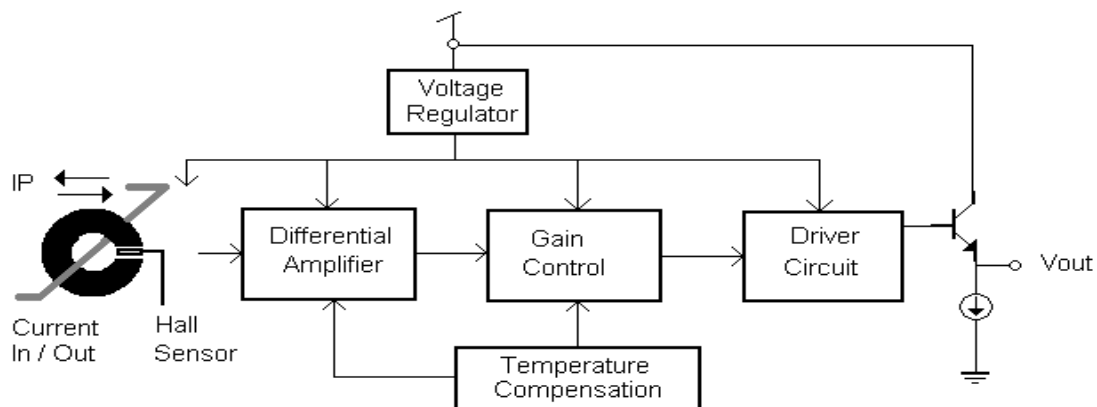 Voltage
Regulator
IP
Differential
Amplifier
Gain
Control
Driver
Circuit
Vout
Current
In / Out
Hall
Sensor
Temperature
Compensation